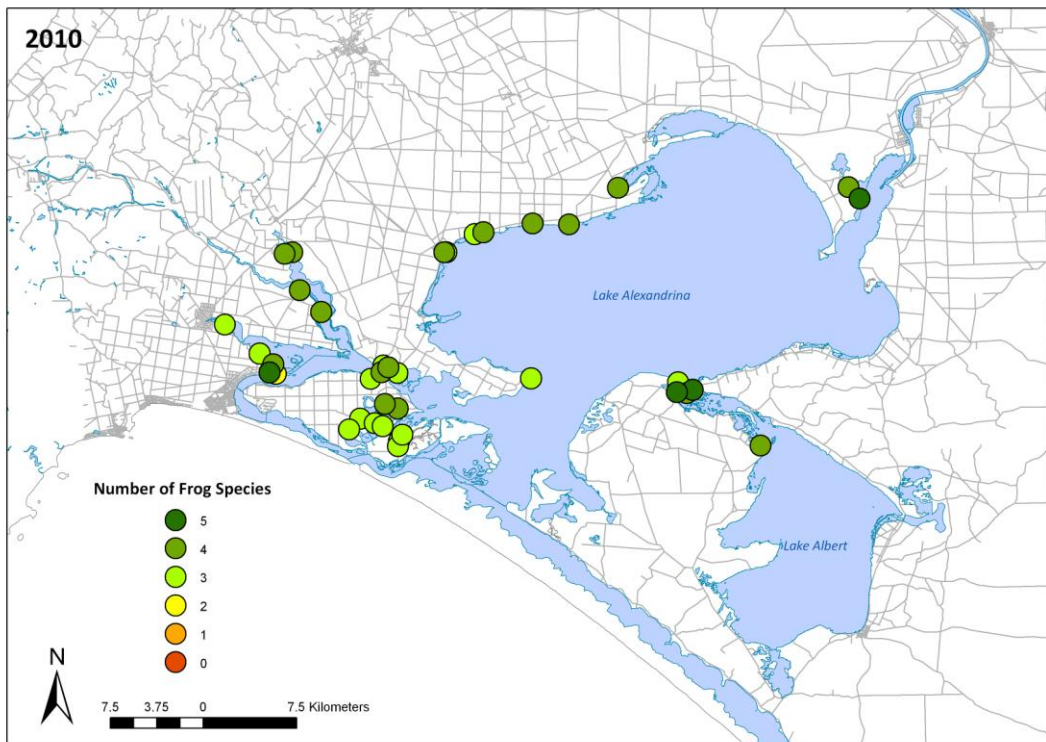 2010
Lake Alexandrina
Lake Albert
Number of Frog Species
5
4
3
2
1
0
N
7.5 3.75 0 7.5 Kilometers